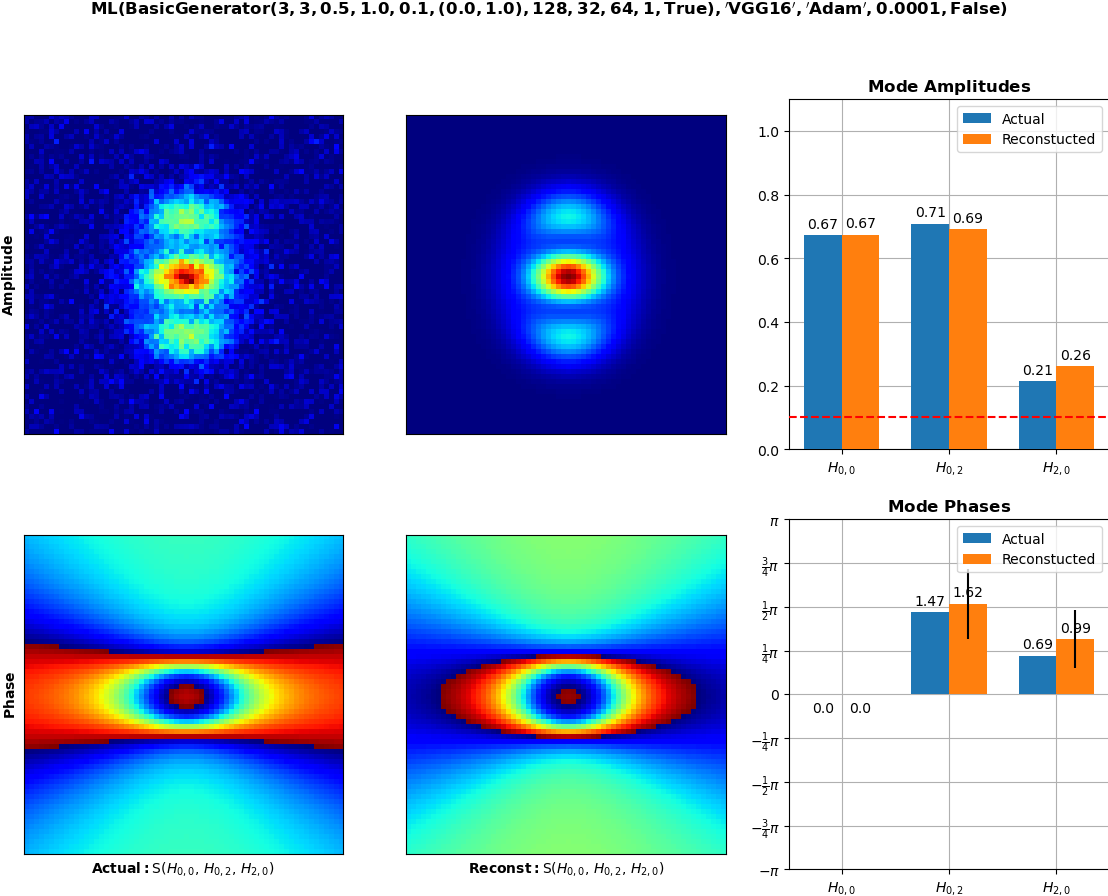 ML(BasicGenerator(3, 3, 0.5, 1.0, 0.1, (0.0, 1.0), 128, 32, 64, 1, True), ′VGG16′, ′Adam′, 0.0001, False)
Amplitude
Mode Amplitudes
Actual
Reconstucted
1.0
0.8
0.6
0.4
0.2
0.0
0.67 0.67
0.71 0.69
0.21 0.26
H0,0 H0,2 H2,0
Phase
Actual: S(H0,0, H0,2, H2,0)
Reconst: S(H0,0, H0,2, H2,0)
Mode Phases
Actual
Reconstucted
π
3/4π
1/2π
1/4π
0
−1/4π
−1/2π
−3/4π
−π
0.0 0.0
1.47 1.62
0.69 0.99
H0,0 H0,2 H2,0